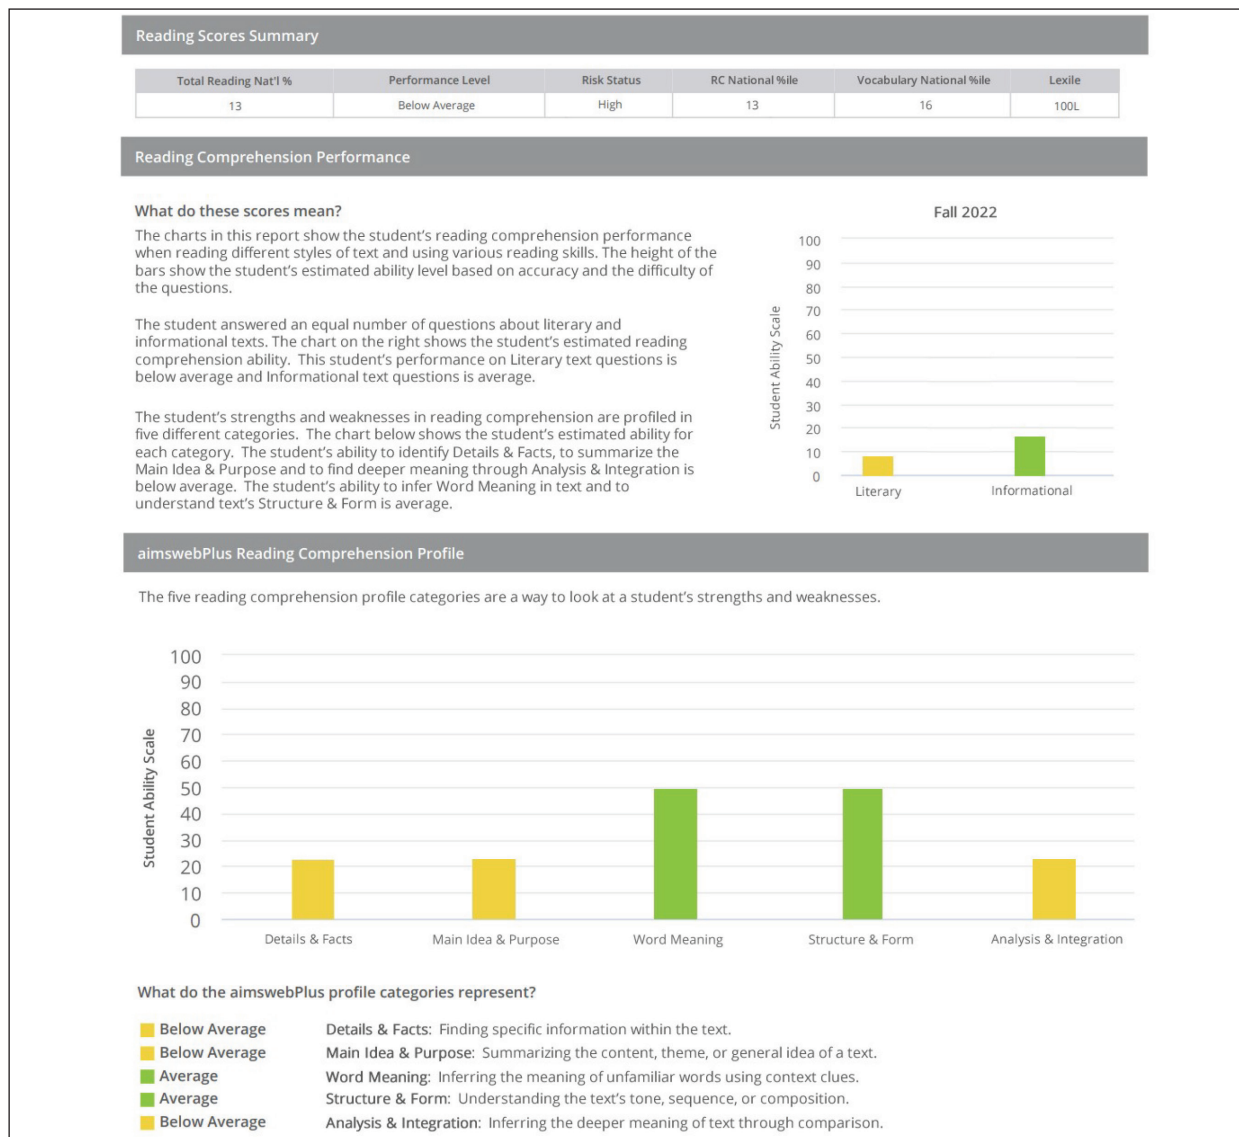 Reading Scores Summary
Total Reading Nat'l % Performance Level Risk Status RC National %ile Vocabulary National %ile Lexile
13 Below Average High 13 16 100L
Reading Comprehension Performance
What do these scores mean?
The charts in this report show the student's reading comprehension performance
when reading different styles of text and using various reading skills. The height of the
bars show the student's estimated ability level based on accuracy and the difficulty of
the questions.
The student answered an equal number of questions about literary and
informational texts. The chart on the right shows the student's estimated reading
comprehension ability. This student's performance on Literary text questions is
below average and Informational text questions is average.
The student's strengths and weaknesses in reading comprehension are profiled in
five different categories. The chart below shows the student's estimated ability for
each category. The student's ability to identify Details & Facts, to summarize the
Main Idea & Purpose and to find deeper meaning through Analysis & Integration is
below average. The student's ability to infer Word Meaning in text and to
understand text's Structure & Form is average.
Fall 2022
Student Ability Scale
100
90
80
70
60
50
40
30
20
10
0
Literary Informational
aimswebPlus Reading Comprehension Profile
The five reading comprehension profile categories are a way to look at a student's strengths and weaknesses.
Student Ability Scale
100
90
80
70
60
50
40
30
20
10
0
Details & Facts Main Idea & Purpose Word Meaning Structure & Form Analysis & Integration
What do the aimswebPlus profile categories represent?
Below Average Details & Facts: Finding specific information within the text.
Below Average Main Idea & Purpose: Summarizing the content, theme, or general idea of a text.
Average Word Meaning: Inferring the meaning of unfamiliar words using context clues.
Average Structure & Form: Understanding the text's tone, sequence, or composition.
Below Average Analysis & Integration: Inferring the deeper meaning of text through comparison.